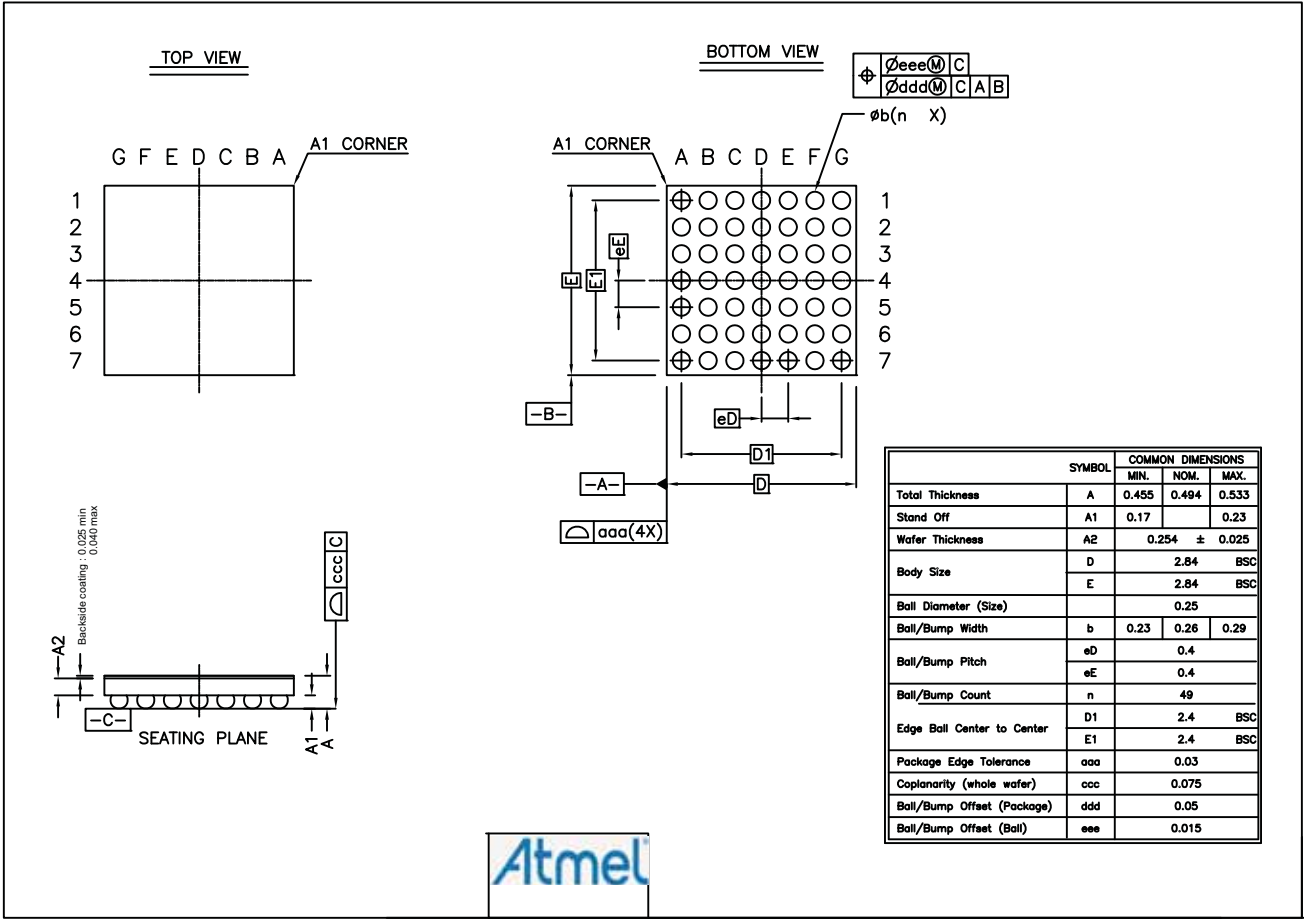 TOP VIEW
BOTTOM VIEW
Øeee Ⓜ C
Øddd Ⓜ C A B
øb(n X)
A1 CORNER
G F E D C B A
1
2
3
4
5
6
7
A1 CORNER
A B C D E F G
1
2
3
4
5
6
7
eE
E
E1
-B-
eD
D1
-A-
D
aaa(4X)
Backside coating : 0.025 min
0.040 max
ccc C
A2
-C-
A1
A
SEATING PLANE
SYMBOL COMMON DIMENSIONS
MIN. NOM. MAX.
Total Thickness A 0.455 0.494 0.533
Stand Off A1 0.17 0.23
Wafer Thickness A2 0.254 ± 0.025
Body Size D 2.84 BSC
E 2.84 BSC
Ball Diameter (Size) 0.25
Ball/Bump Width b 0.23 0.26 0.29
Ball/Bump Pitch eD 0.4
eE 0.4
Ball/Bump Count n 49
Edge Ball Center to Center D1 2.4 BSC
E1 2.4 BSC
Package Edge Tolerance aaa 0.03
Coplanarity (whole wafer) ccc 0.075
Ball/Bump Offset (Package) ddd 0.05
Ball/Bump Offset (Ball) eee 0.015
Atmel